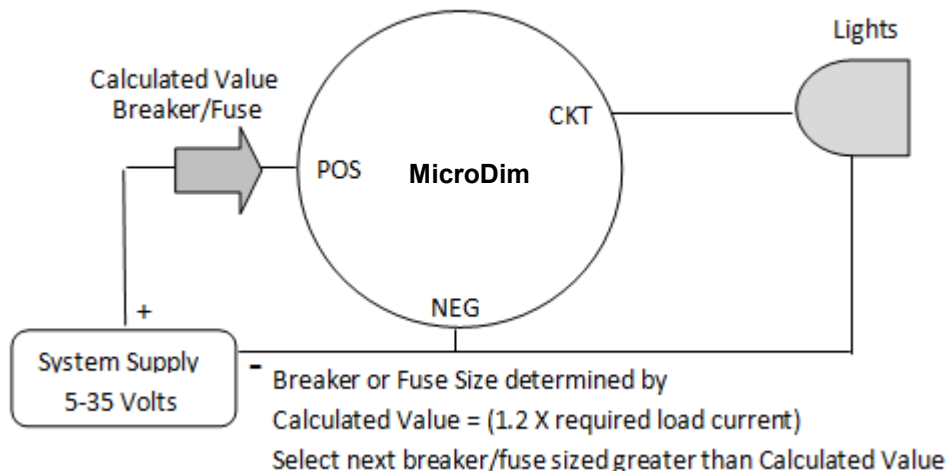 Lights
Calculated Value
Breaker/Fuse
CKT
POS
MicroDim
NEG
+
System Supply
5-35 Volts
-
Breaker or Fuse Size determined by
Calculated Value = (1.2 X required load current)
Select next breaker/fuse sized greater than Calculated Value